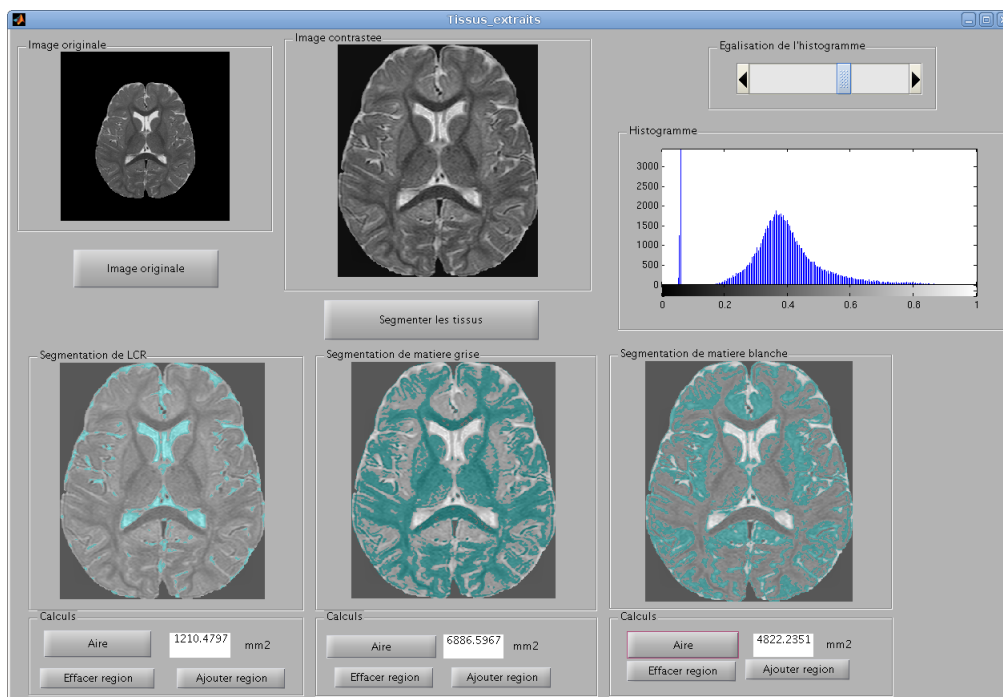 Tissus_extraits
Image originale
Image contrastee
Egalisation de l'histogramme
Histogramme
3000
2500
2000
1500
1000
500
0
0 0.2 0.4 0.6 0.8 1
Image originale
Segmenter les tissus
Segmentation de LCR
Segmentation de matiere grise
Segmentation de matiere blanche
Calculs
Aire
1210.4797
mm2
Effacer region
Ajouter region
Calculs
Aire
6886.5967
mm2
Effacer region
Ajouter region
Calculs
Aire
4822.2351
mm2
Effacer region
Ajouter region